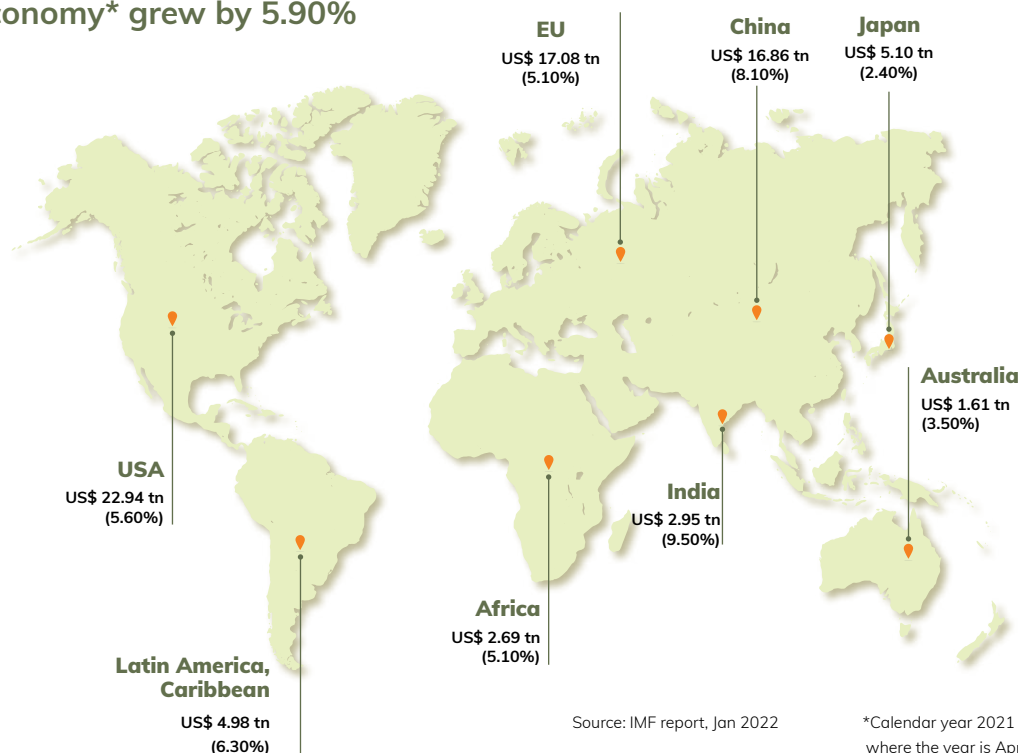 economy* grew by 5.90%
EU
US$ 17.08 tn
(5.10%)
China
US$ 16.86 tn
(8.10%)
Japan
US$ 5.10 tn
(2.40%)
Australia
US$ 1.61 tn
(3.50%)
USA
US$ 22.94 tn
(5.60%)
India
US$ 2.95 tn
(9.50%)
Africa
US$ 2.69 tn
(5.10%)
Latin America,
Caribbean
US$ 4.98 tn
(6.30%)
Source: IMF report, Jan 2022
*Calendar year 2021
where the year is